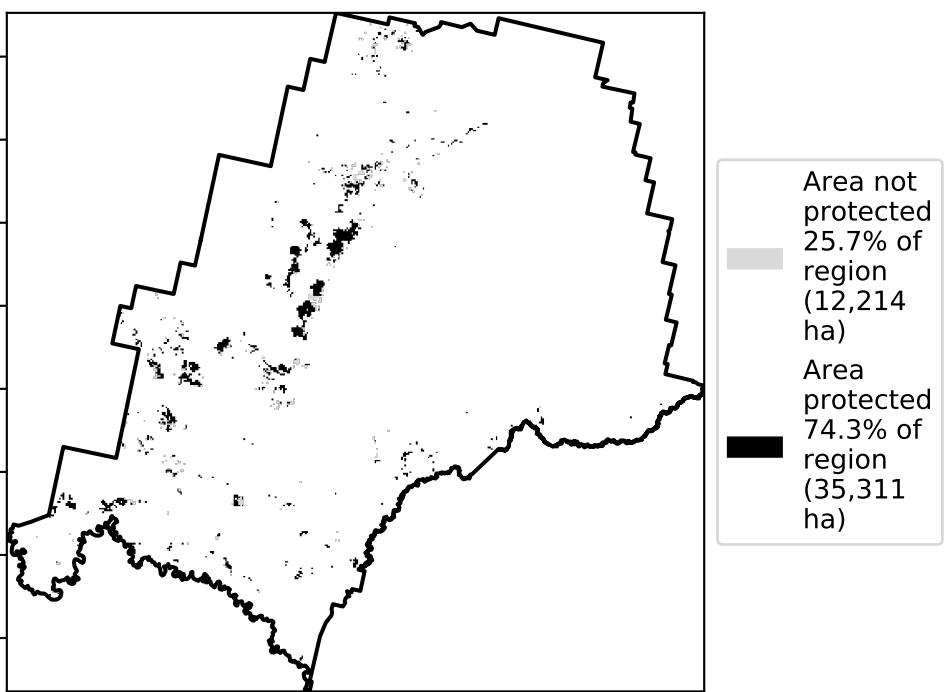 Area not
protected
25.7% of
region
(12,214
ha)
Area
protected
74.3% of
region
(35,311
ha)